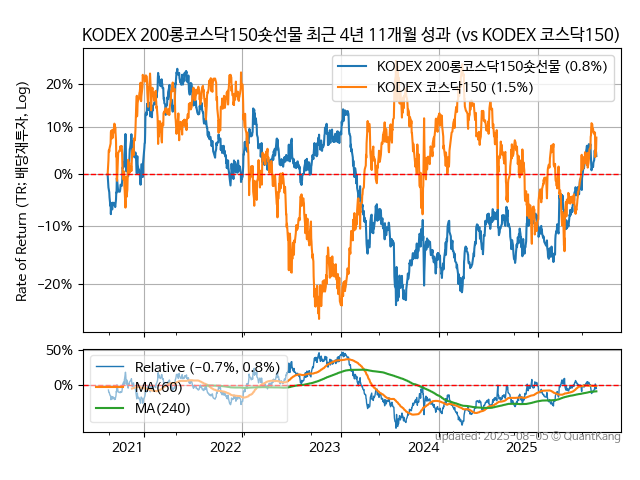 KODEX 200롱코스닥150숏선물 최근 4년 11개월 성과 (vs KODEX 코스닥150)
KODEX 200롱코스닥150숏선물 (0.8%)
KODEX 코스닥150 (1.5%)
Rate of Return (TR: 배당재투자, Log)
20%
10%
0%
−10%
−20%
50%
0%
Relative (−0.7%, 0.8%)
MA(60)
MA(240)
2021
2022
2023
2024
2025
Updated: 2025-08-05 © QuantKang